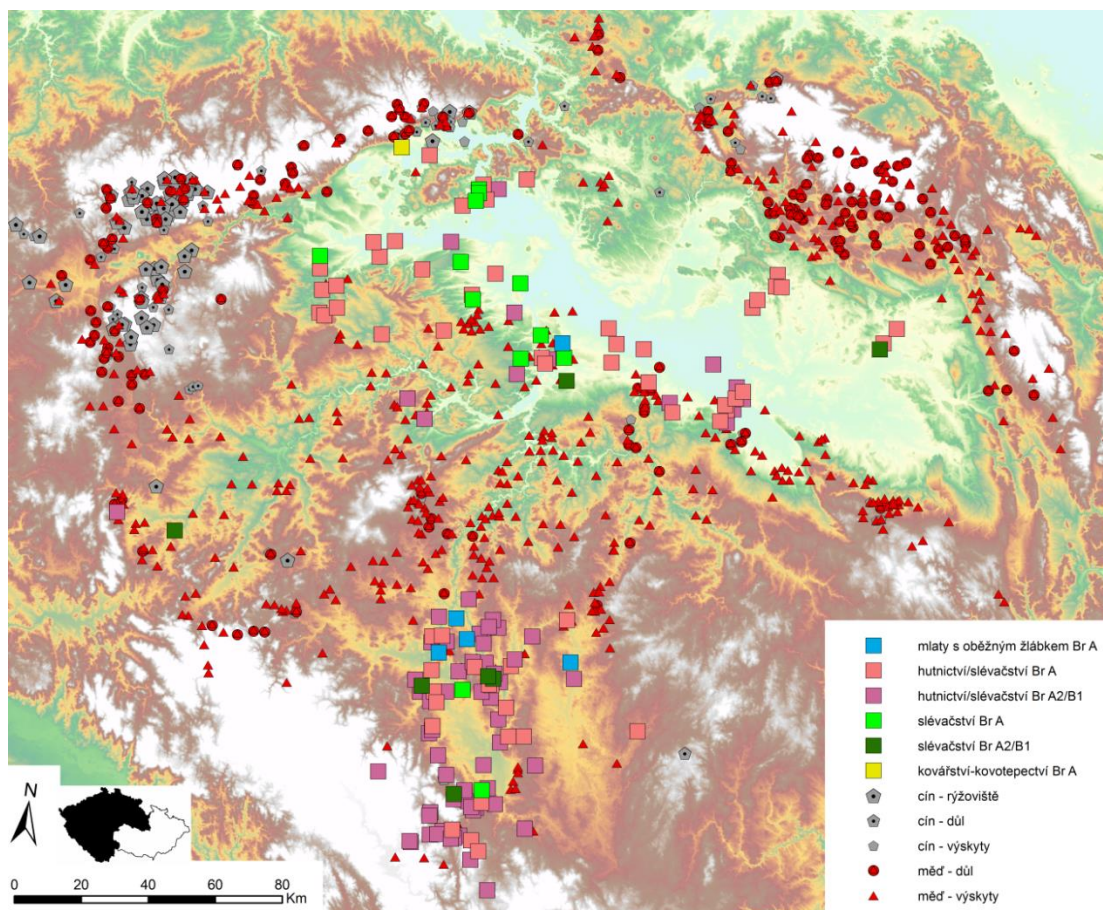 mlaty s oběžným žlábkem Br A
hutnictví/slévačství Br A
hutnictví/slévačství Br A2/B1
slévačství Br A
slévačství Br A2/B1
kovářství-kovotepectví Br A
cín - rýžoviště
cín - důl
cín - výskyty
měď - důl
měď - výskyty
N
0 20 40 60 80
Km